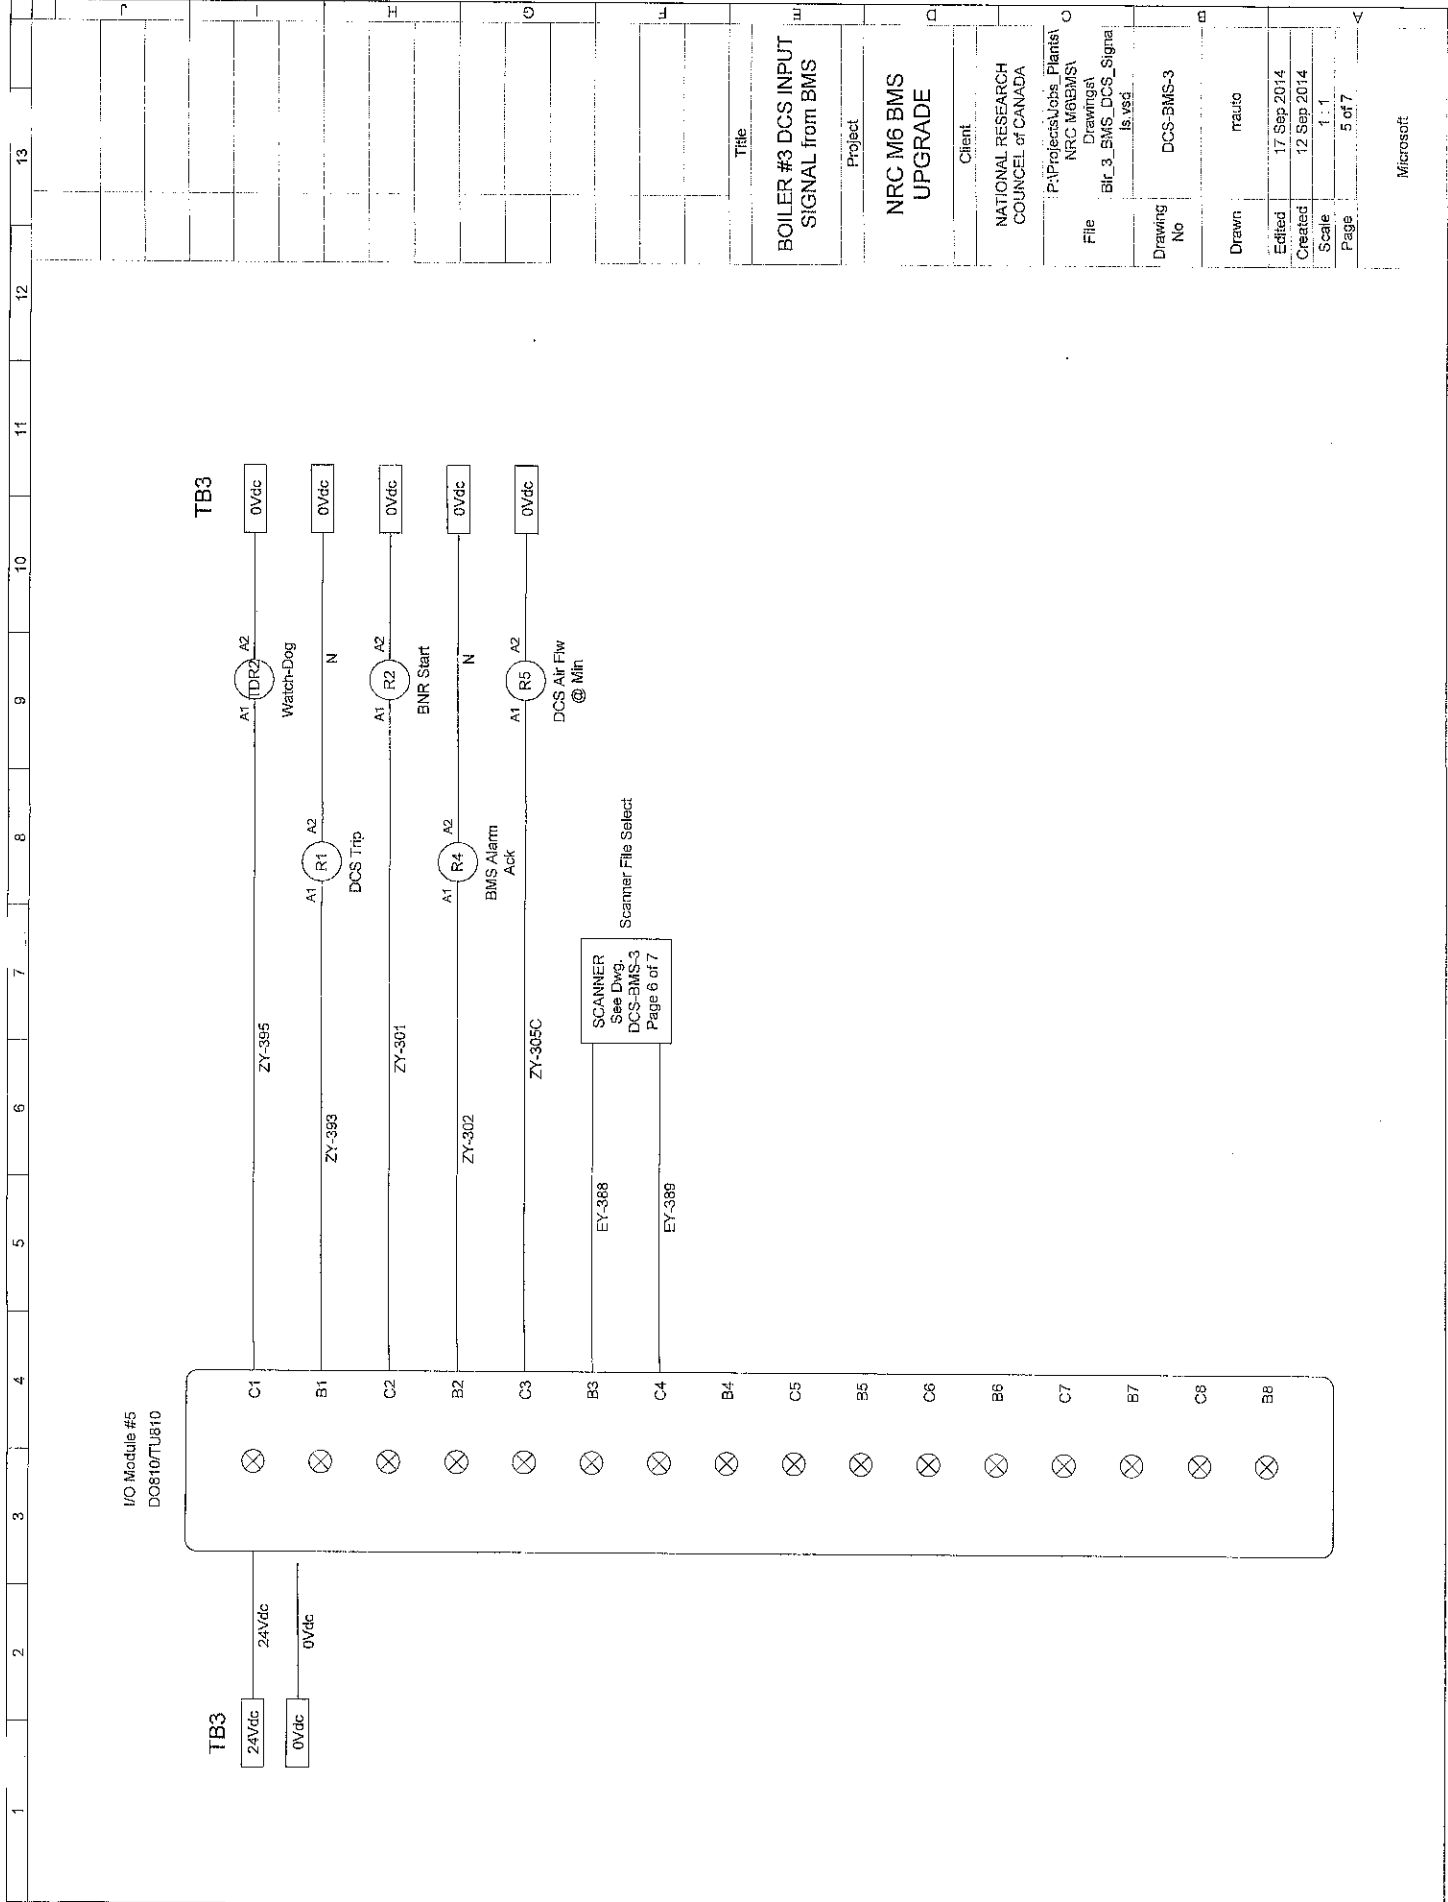 1 2 3 4 5 6 7 8 9 10 11 12 13
J
I
H
G
F
E
D
C
B
A
I/O Module #5
DO810/TU810
TB3
24Vdc
24Vdc
0Vdc
0Vdc
C1
B1
C2
B2
C3
B3
C4
B4
C5
B5
C6
B6
C7
B7
C8
B8
ZY-395
A1 TDR2 A2
Watch-Dog
0Vdc
ZY-393
A1 R1 A2
DCS Trip
N
0Vdc
ZY-301
A1 R2 A2
BNR Start
0Vdc
ZY-302
A1 R4 A2
BMS Alarm
Ack
N
0Vdc
ZY-305C
A1 R5 A2
DCS Air Flw
@ Min
0Vdc
TB3
EY-388
EY-389
SCANNER
See Dwg.
DCS-BMS-3
Page 6 of 7
Scanner File Select
Title
BOILER #3 DCS INPUT
SIGNAL from BMS
Project
NRC M6 BMS
UPGRADE
Client
NATIONAL RESEARCH
COUNCEL of CANADA
File
P:\Projects\Jobs_Plants\
NRC M6\BMS\
Drawings\
Blr_3_BMS_DCS_Signa
ls.vsd
Drawing
No
DCS-BMS-3
Drawn
rrauto
Edited 17 Sep 2014
Created 12 Sep 2014
Scale 1 : 1
Page 5 of 7
Microsoft